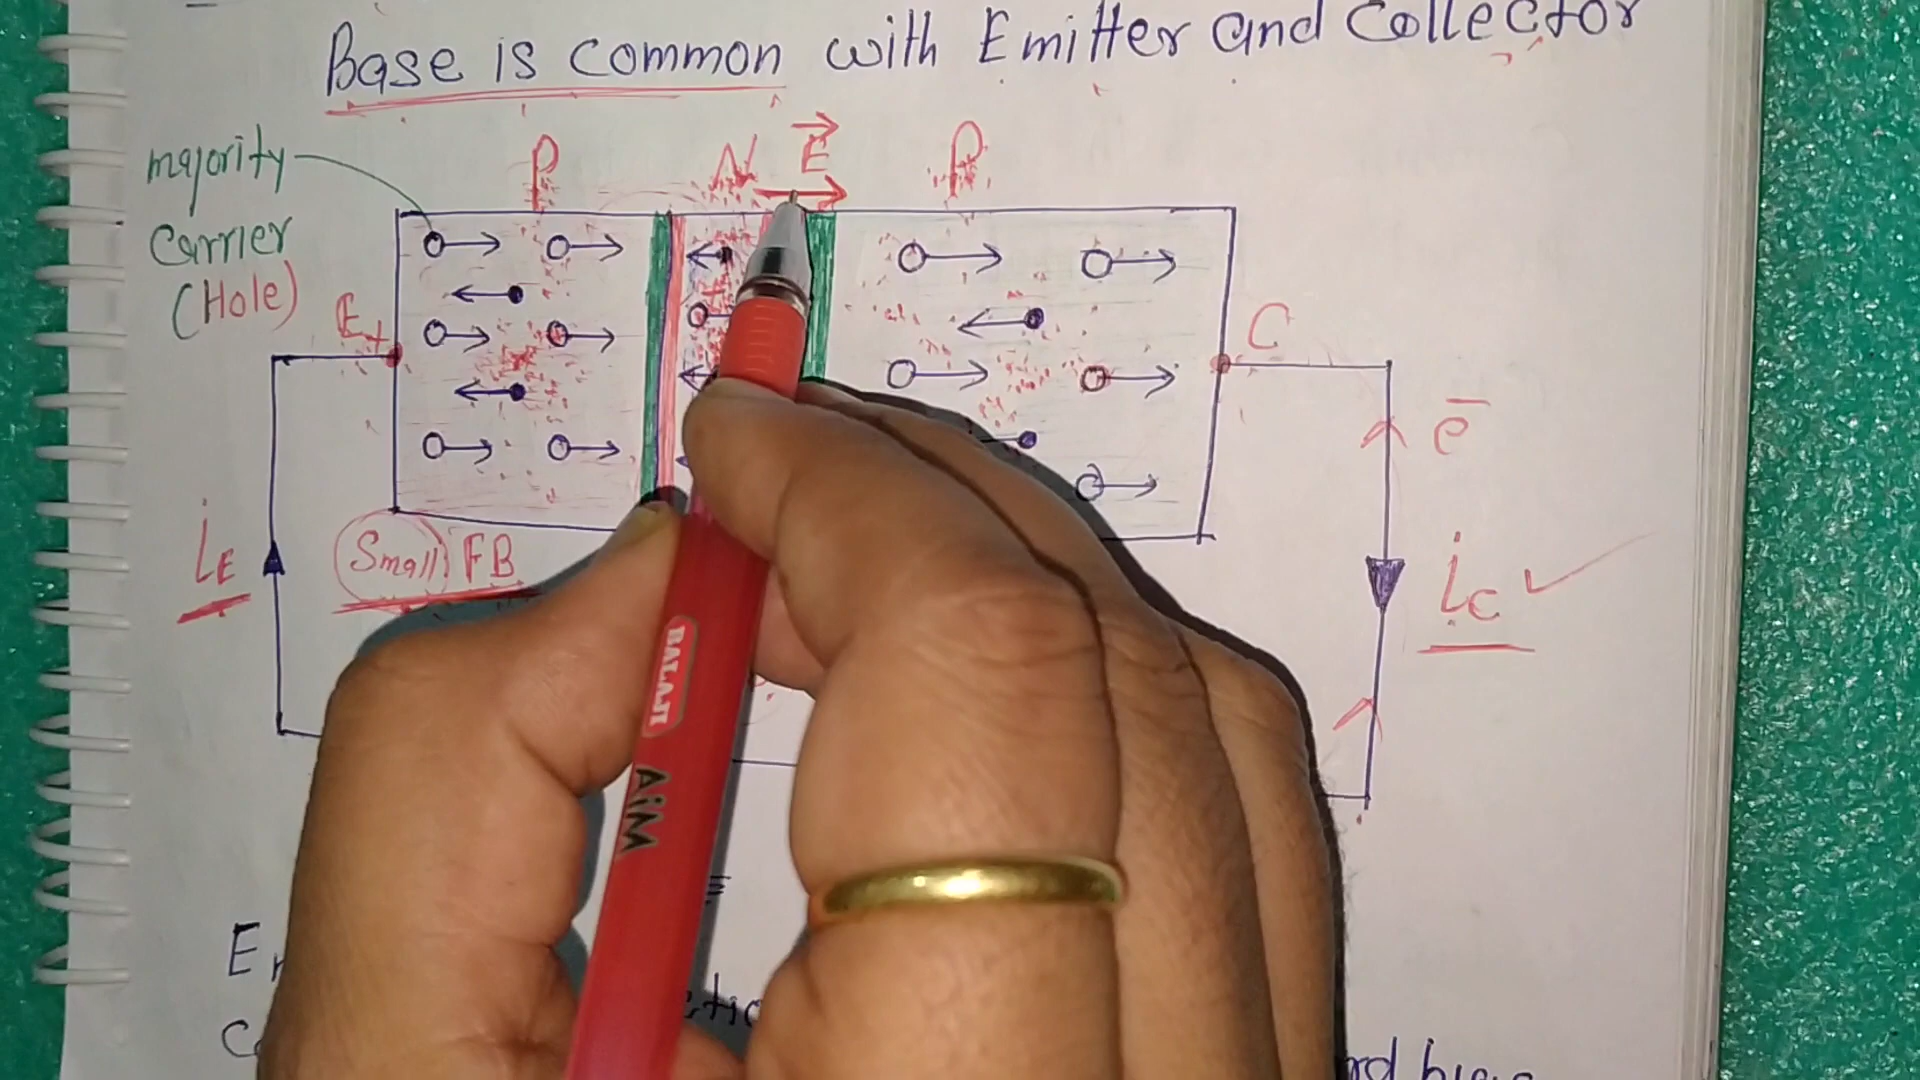 Base is common with Emitter and Collector
majority
carrier
(Hole)
P N E P
E+
C
e
iE
Small FB
ic
BALAJI
AiM